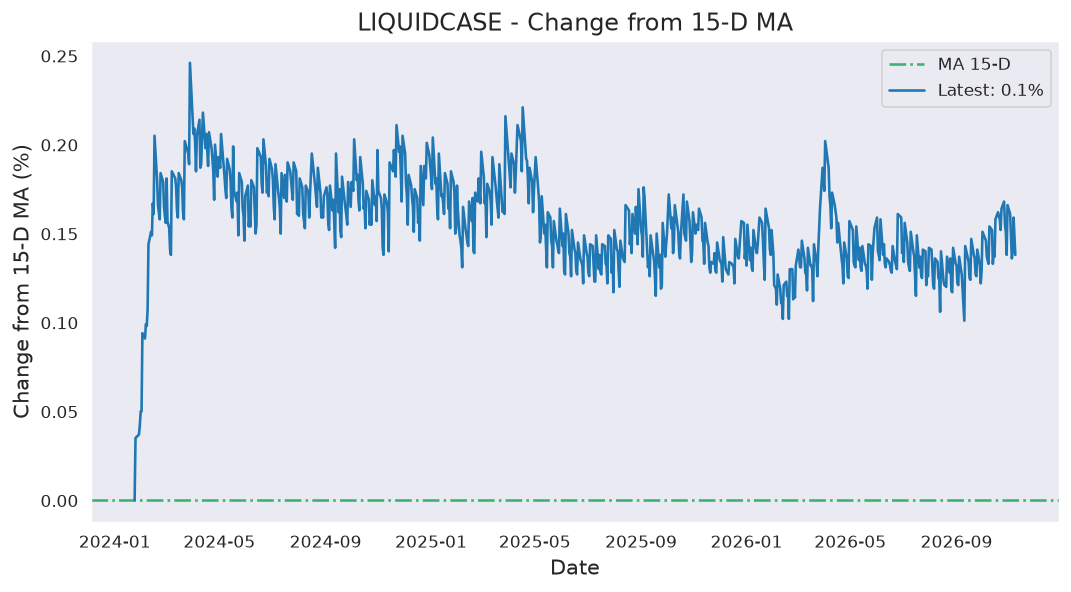 LIQUIDCASE - Change from 15-D MA
MA 15-D
Latest: 0.1%
Change from 15-D MA (%)
0.25
0.20
0.15
0.10
0.05
0.00
2024-01 2024-05 2024-09 2025-01 2025-05 2025-09 2026-01 2026-05 2026-09
Date